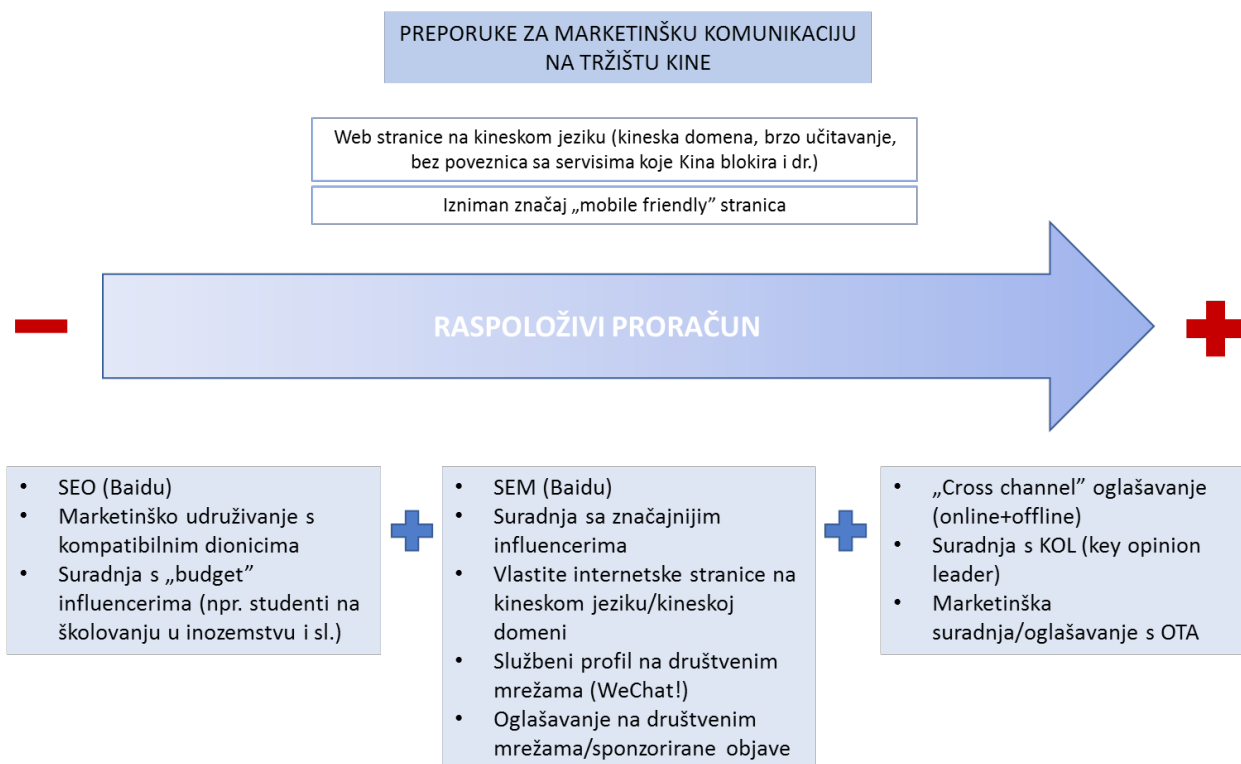 PREPORUKE ZA MARKETINŠKU KOMUNIKACIJU
NA TRŽIŠTU KINE
Web stranice na kineskom jeziku (kineska domena, brzo učitavanje,
bez poveznica sa servisima koje Kina blokira i dr.)
Izniman značaj „mobile friendly” stranica
RASPOLOŽIVI PRORAČUN
• SEO (Baidu)
• Marketinško udruživanje s
kompatibilnim dionicima
• Suradnja s „budget”
influencerima (npr. studenti na
školovanju u inozemstvu i sl.)
• SEM (Baidu)
• Suradnja sa značajnijim
influencerima
• Vlastite internetske stranice na
kineskom jeziku/kineskoj
domeni
• Službeni profil na društvenim
mrežama (WeChat!)
• Oglašavanje na društvenim
mrežama/sponzorirane objave
• „Cross channel” oglašavanje
(online+offline)
• Suradnja s KOL (key opinion
leader)
• Marketinška
suradnja/oglašavanje s OTA